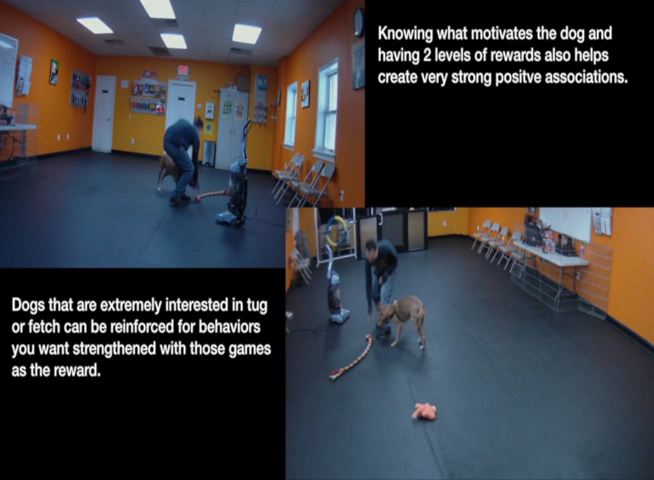 Knowing what motivates the dog and
having 2 levels of rewards also helps
create very strong positve associations.
Dogs that are extremely interested in tug
or fetch can be reinforced for behaviors
you want strengthened with those games
as the reward.